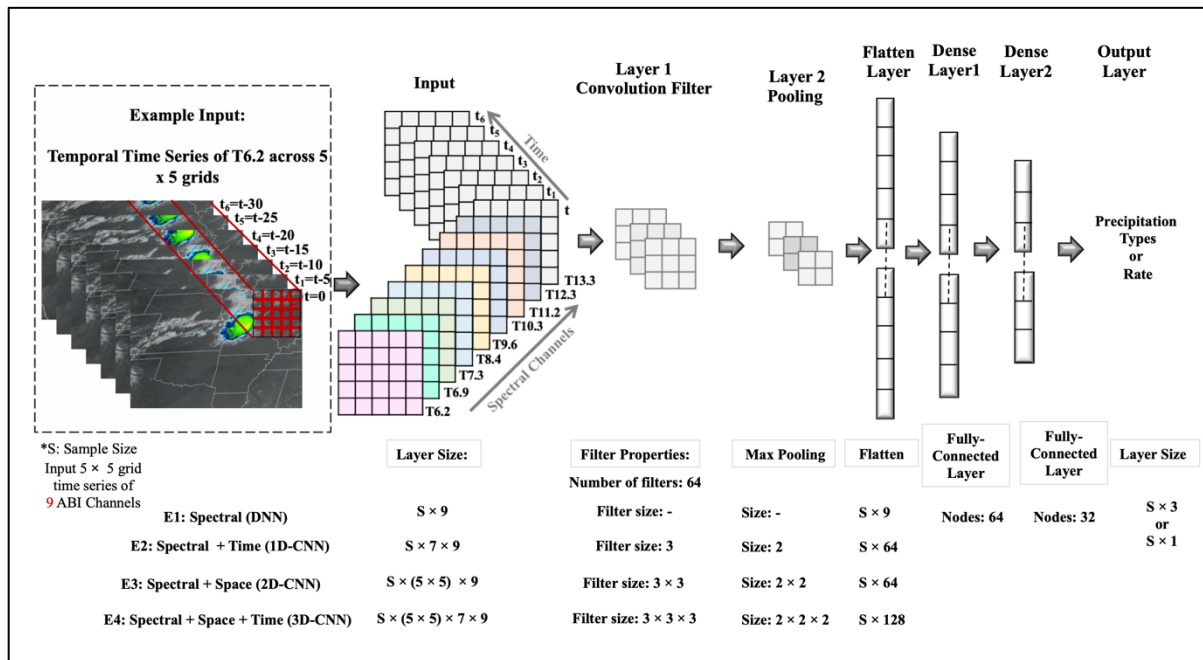 Example Input:
Temporal Time Series of T6.2 across 5
x 5 grids
t6=t-30
t5=t-25
t4=t-20
t3=t-15
t2=t-10
t1=t-5
t=0
*S: Sample Size
Input 5 × 5 grid
time series of
9 ABI Channels
Input
t6
t5
t4
t3
t2
t1
t
Time
T13.3
T12.3
T11.2
T10.3
T9.6
T8.4
T7.3
T6.9
T6.2
Spectral Channels
Layer 1
Convolution Filter
Layer 2
Pooling
Flatten
Layer
Dense
Layer1
Dense
Layer2
Output
Layer
Precipitation
Types
or
Rate
Layer Size:
Filter Properties:
Number of filters: 64
Max Pooling
Flatten
Fully-
Connected
Layer
Fully-
Connected
Layer
Layer Size
E1: Spectral (DNN)
S × 9
Filter size: -
Size: -
S × 9
Nodes: 64
Nodes: 32
S × 3
or
S × 1
E2: Spectral + Time (1D-CNN)
S × 7 × 9
Filter size: 3
Size: 2
S × 64
E3: Spectral + Space (2D-CNN)
S × (5 × 5) × 9
Filter size: 3 × 3
Size: 2 × 2
S × 64
E4: Spectral + Space + Time (3D-CNN)
S × (5 × 5) × 7 × 9
Filter size: 3 × 3 × 3
Size: 2 × 2 × 2
S × 128